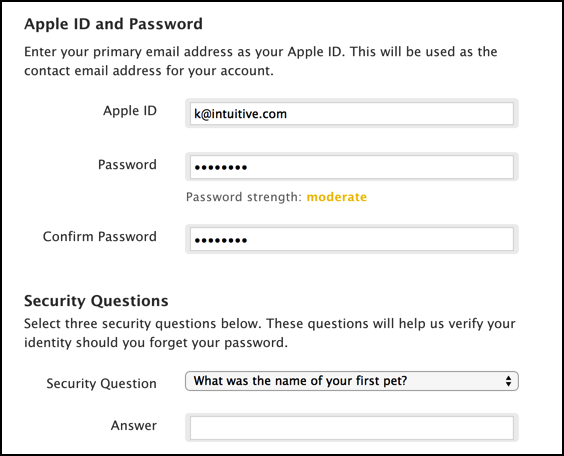 Apple ID and Password
Enter your primary email address as your Apple ID. This will be used as the
contact email address for your account.
Apple ID
k@intuitive.com
Password
••••••••
Password strength: moderate
Confirm Password
••••••••
Security Questions
Select three security questions below. These questions will help us verify your
identity should you forget your password.
Security Question
What was the name of your first pet?
Answer